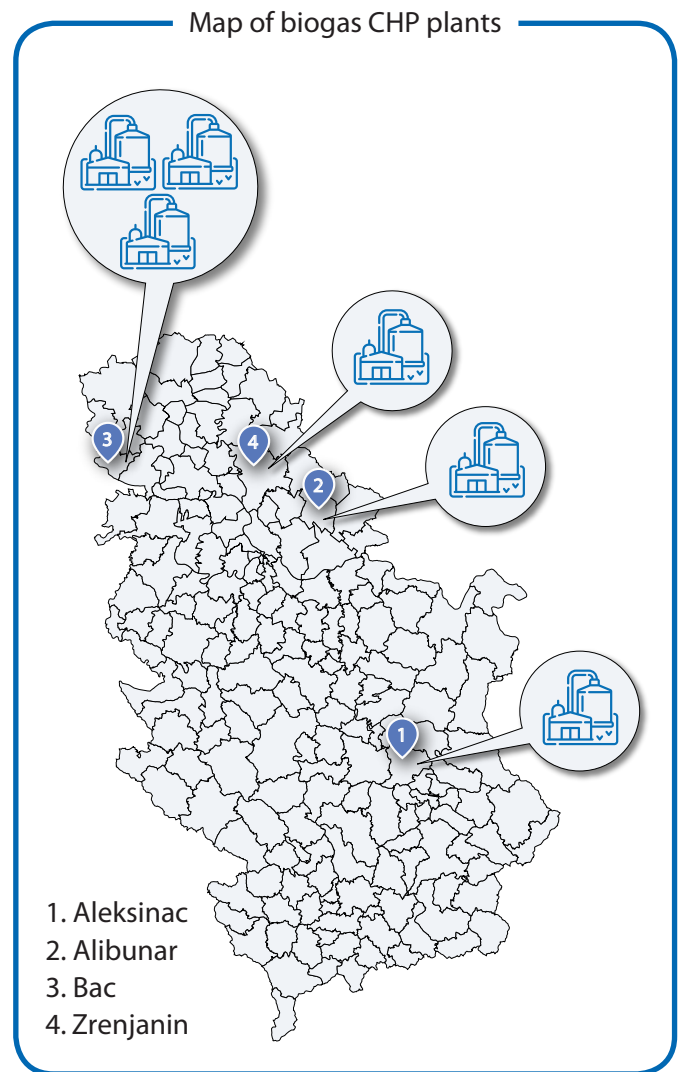 Map of biogas CHP plants
3
4
2
1
1. Aleksinac
2. Alibunar
3. Bac
4. Zrenjanin